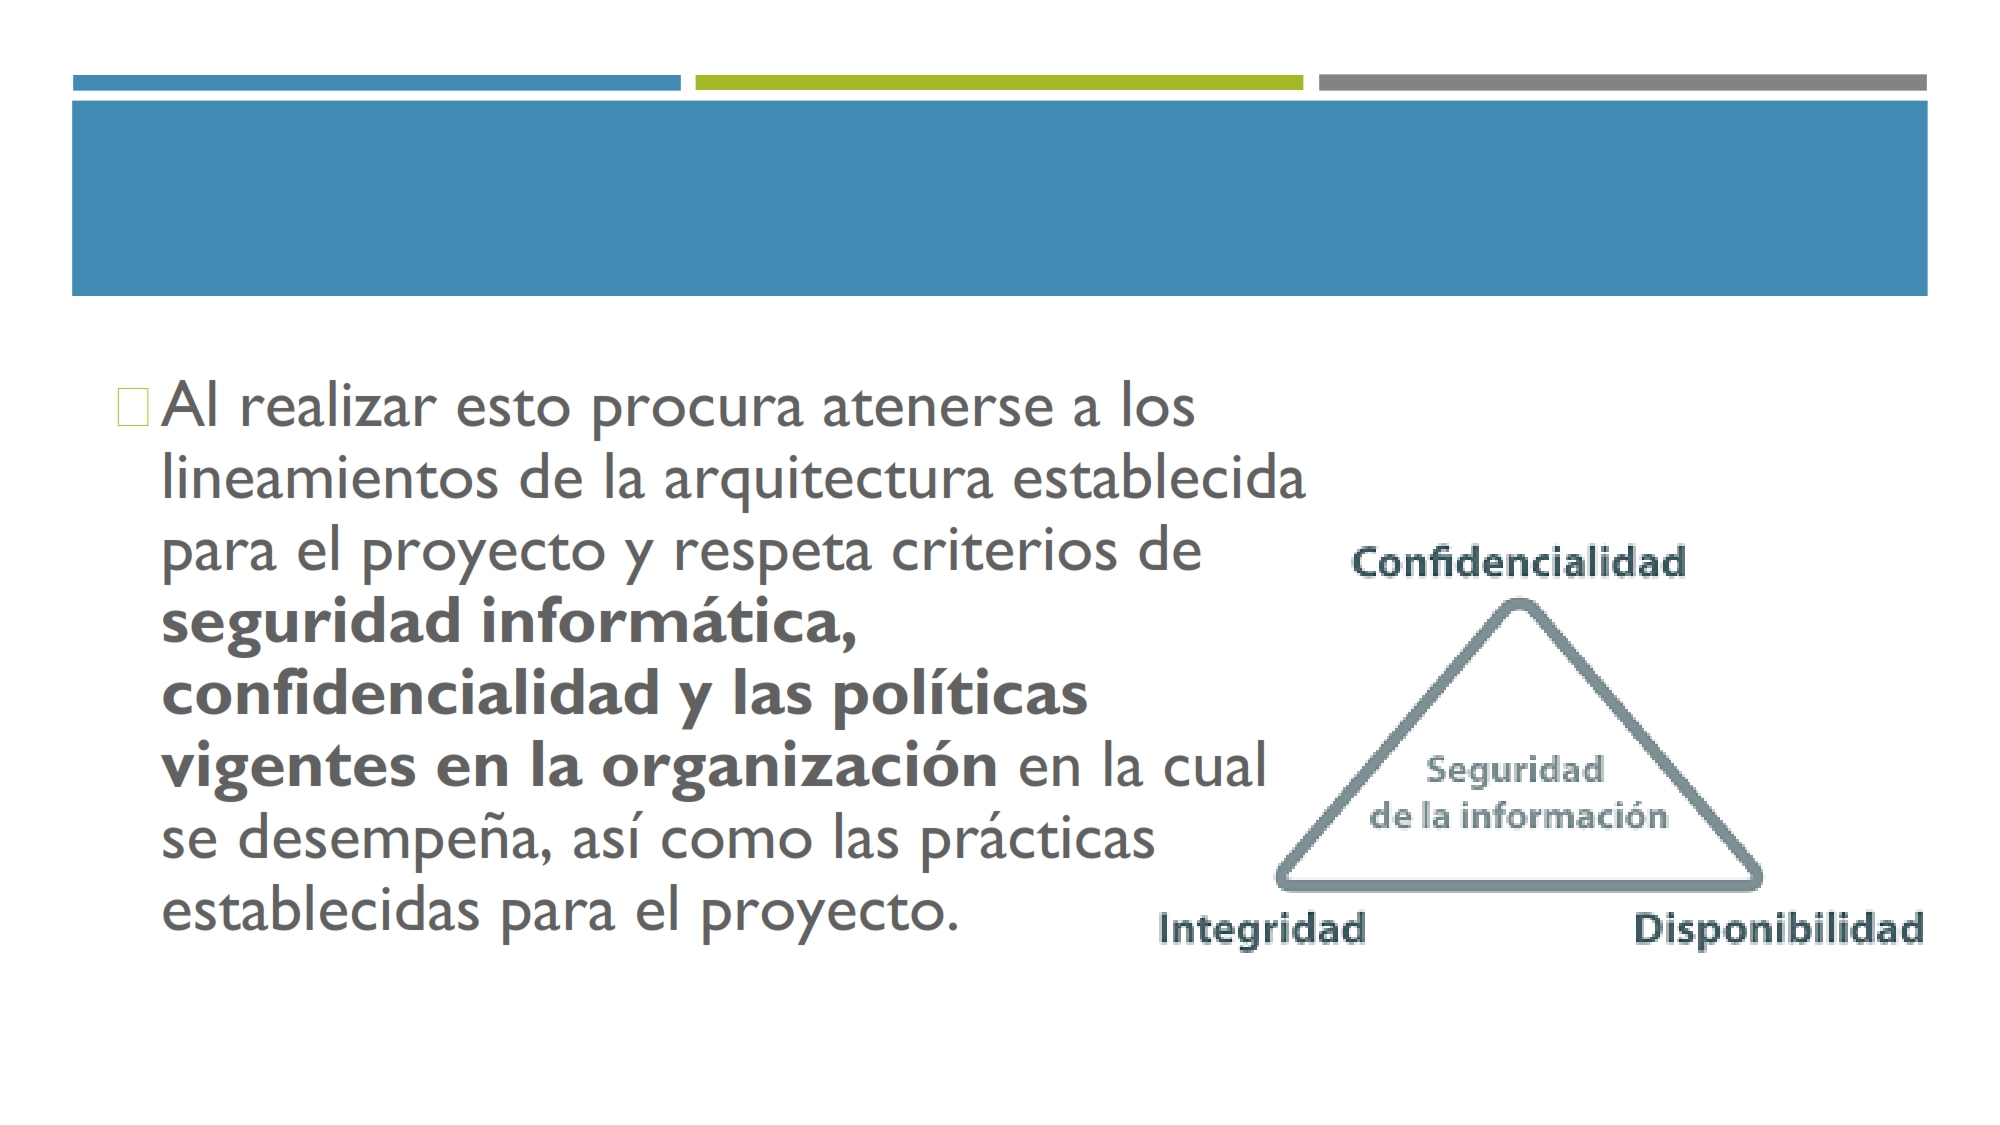 Al realizar esto procura atenerse a los
lineamientos de la arquitectura establecida
para el proyecto y respeta criterios de
seguridad informática,
confidencialidad y las políticas
vigentes en la organización en la cual
se desempeña, así como las prácticas
establecidas para el proyecto.
Confidencialidad
Seguridad
de la información
Integridad
Disponibilidad